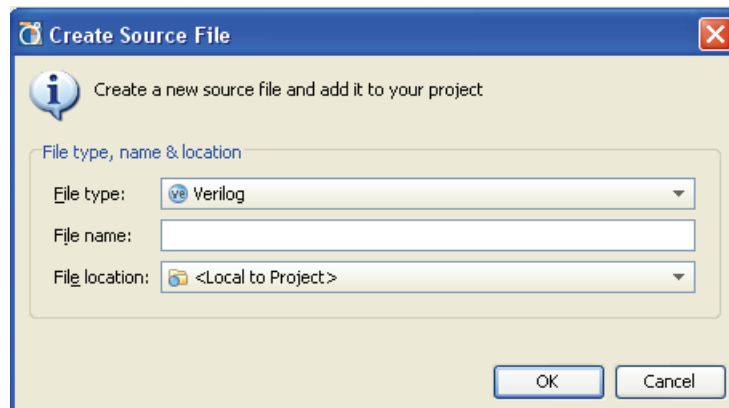 Create Source File
Create a new source file and add it to your project
File type, name & location
File type:
Verilog
File name:
File location:
<Local to Project>
OK
Cancel